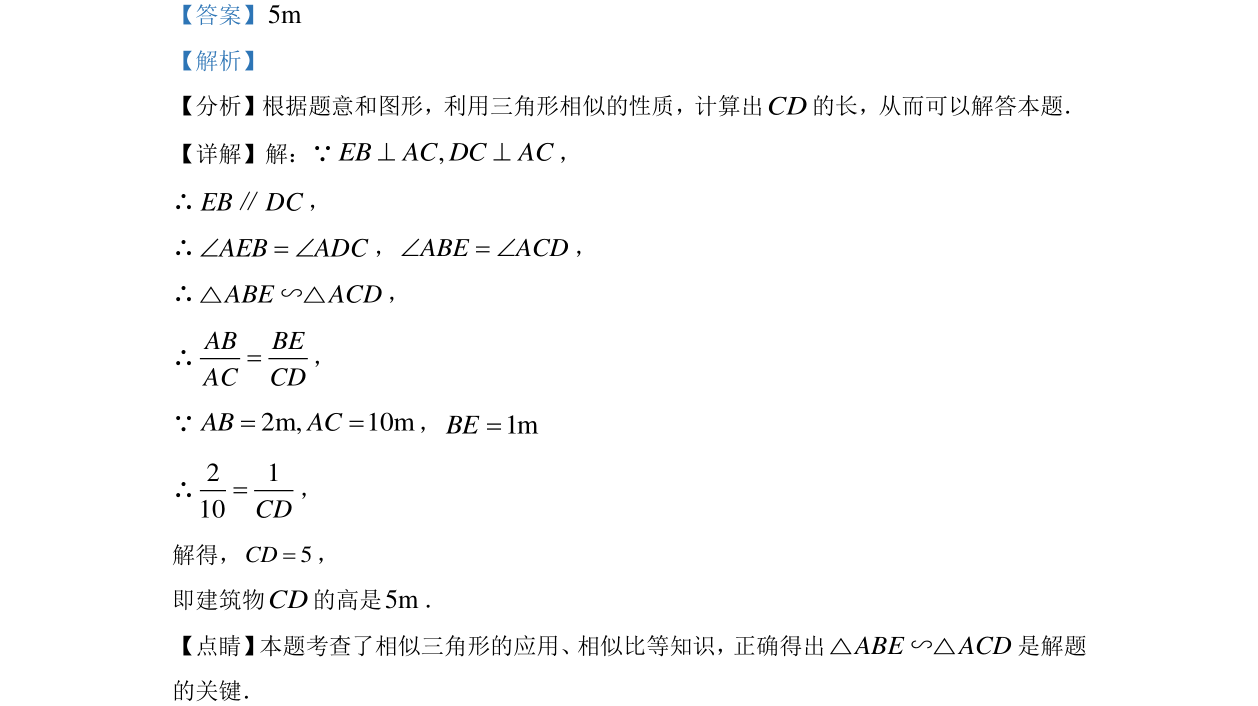 【答案】5m
【解析】
【分析】根据题意和图形，利用三角形相似的性质，计算出CD的长，从而可以解答本题．
【详解】解：∵EB⊥AC,DC⊥AC，
∴EB∥DC，
∴∠AEB=∠ADC，∠ABE=∠ACD，
∴△ABE∽△ACD，
∴AB/AC=BE/CD，
∵AB=2m,AC=10m，BE=1m
∴2/10=1/CD，
解得，CD=5，
即建筑物CD的高是5m．
【点睛】本题考查了相似三角形的应用、相似比等知识，正确得出△ABE∽△ACD是解题
的关键．